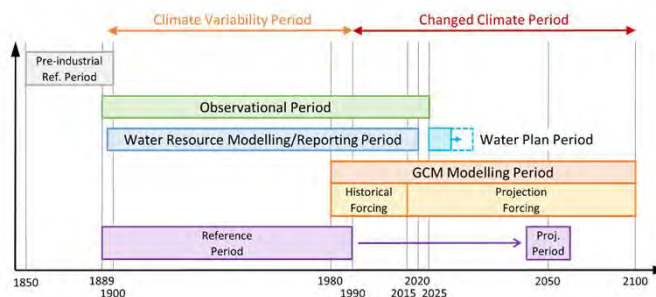 Climate Variability Period
Changed Climate Period
Pre-industrial
Ref. Period
Observational Period
Water Resource Modelling/Reporting Period
Water Plan Period
GCM Modelling Period
Historical
Forcing
Projection
Forcing
Reference
Period
Proj.
Period
1850 1889 1980 2020 2050 2100
1900 1990 2015 2025